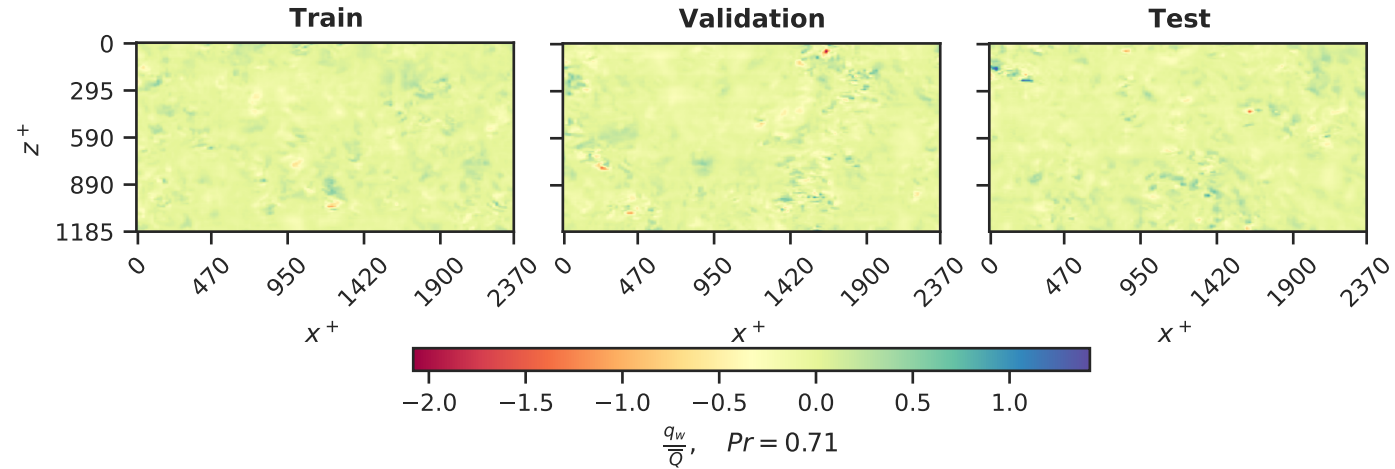 Train Validation Test
0
295
590
890
1185
z+
0 470 950 1420 1900 2370 0 470 950 1420 1900 2370 0 470 950 1420 1900 2370
x+ x+ x+
−2.0 −1.5 −1.0 −0.5 0.0 0.5 1.0
q_w/Q̅, Pr = 0.71